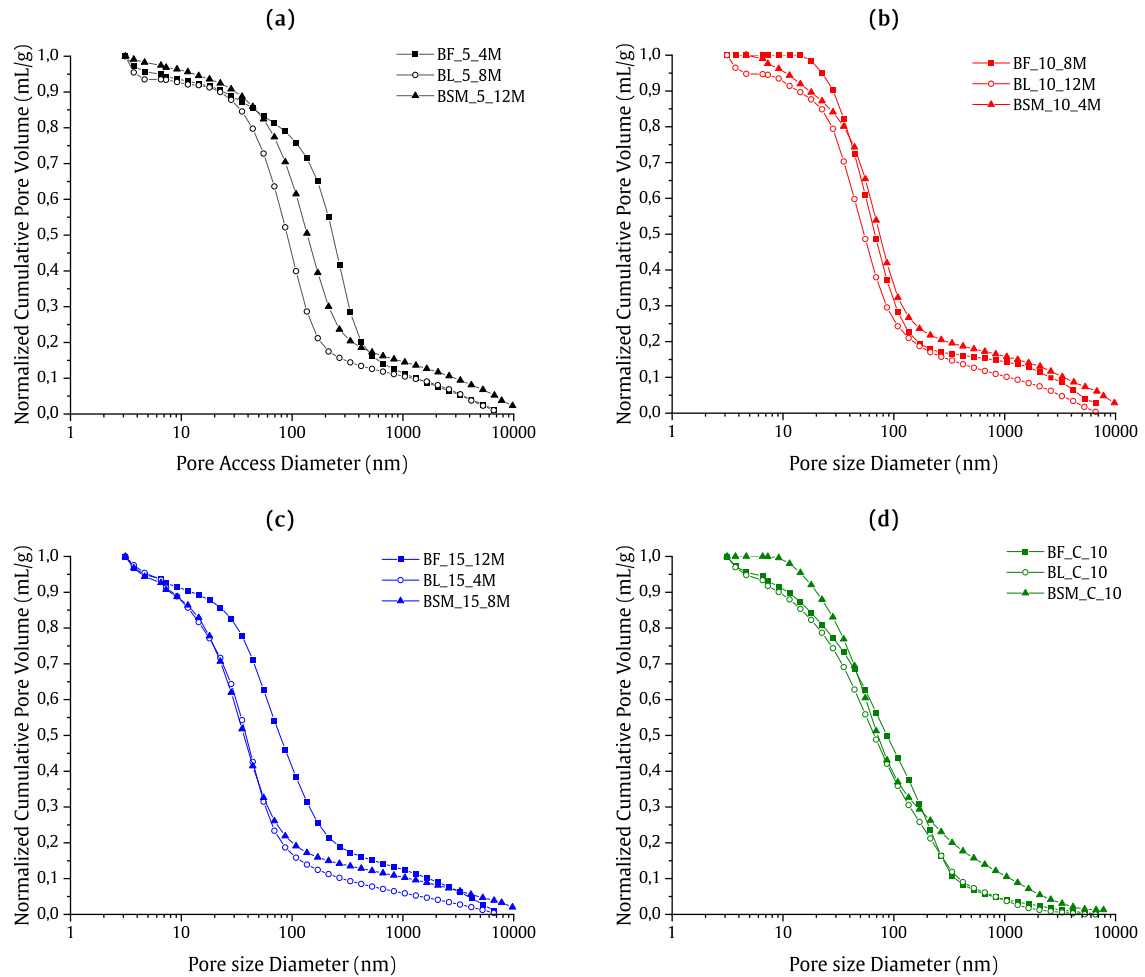 (a)
Normalized Cumulative Pore Volume (mL/g)
1,0
0,9
0,8
0,7
0,6
0,5
0,4
0,3
0,2
0,1
0,0
BF_5_4M
BL_5_8M
BSM_5_12M
1 10 100 1000 10000
Pore Access Diameter (nm)
(b)
Normalized Cumulative Pore Volume (mL/g)
1,0
0,9
0,8
0,7
0,6
0,5
0,4
0,3
0,2
0,1
0,0
BF_10_8M
BL_10_12M
BSM_10_4M
1 10 100 1000 10000
Pore size Diameter (nm)
(c)
Normalized Cumulative Pore Volume (mL/g)
1,0
0,9
0,8
0,7
0,6
0,5
0,4
0,3
0,2
0,1
0,0
BF_15_12M
BL_15_4M
BSM_15_8M
1 10 100 1000 10000
Pore size Diameter (nm)
(d)
Normalized Cumulative Pore Volume (mL/g)
1,0
0,9
0,8
0,7
0,6
0,5
0,4
0,3
0,2
0,1
0,0
BF_C_10
BL_C_10
BSM_C_10
1 10 100 1000 10000
Pore size Diameter (nm)